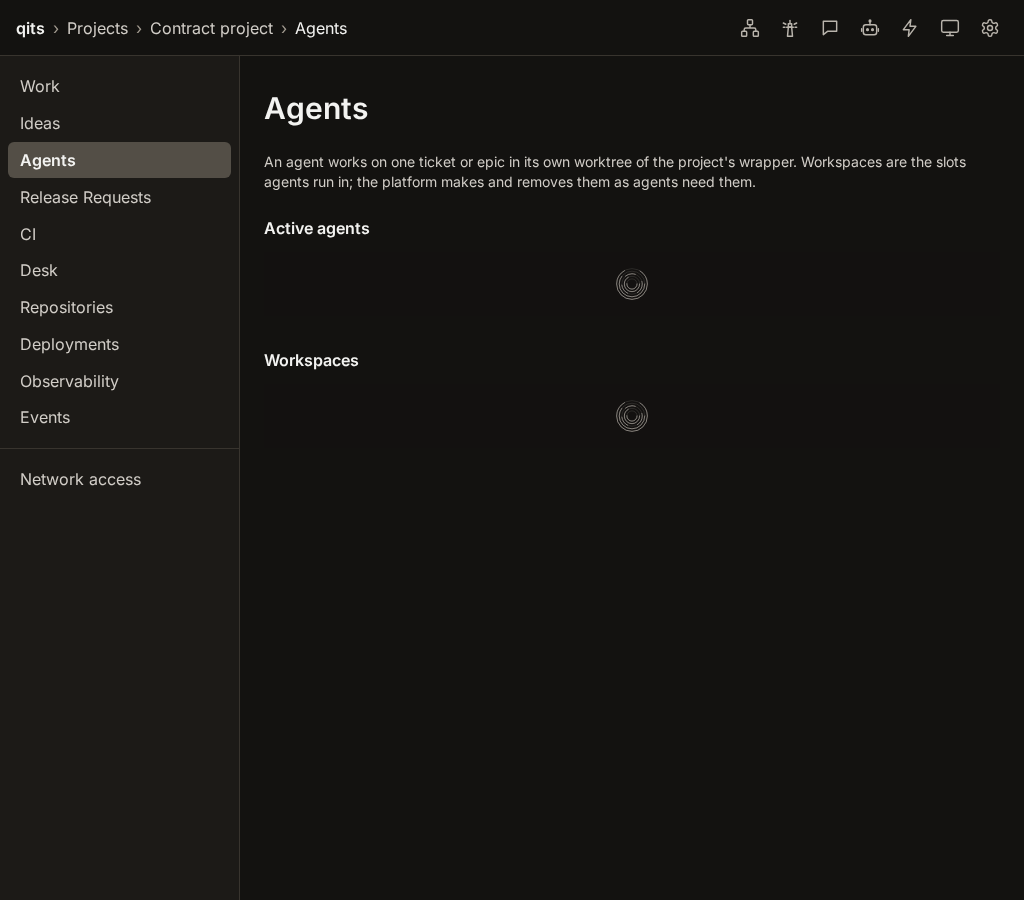 qits › Projects › Contract project › Agents
Work
Ideas
Agents
Release Requests
CI
Desk
Repositories
Deployments
Observability
Events
Network access
Agents
An agent works on one ticket or epic in its own worktree of the project's wrapper. Workspaces are the slots
agents run in; the platform makes and removes them as agents need them.
Active agents
Workspaces